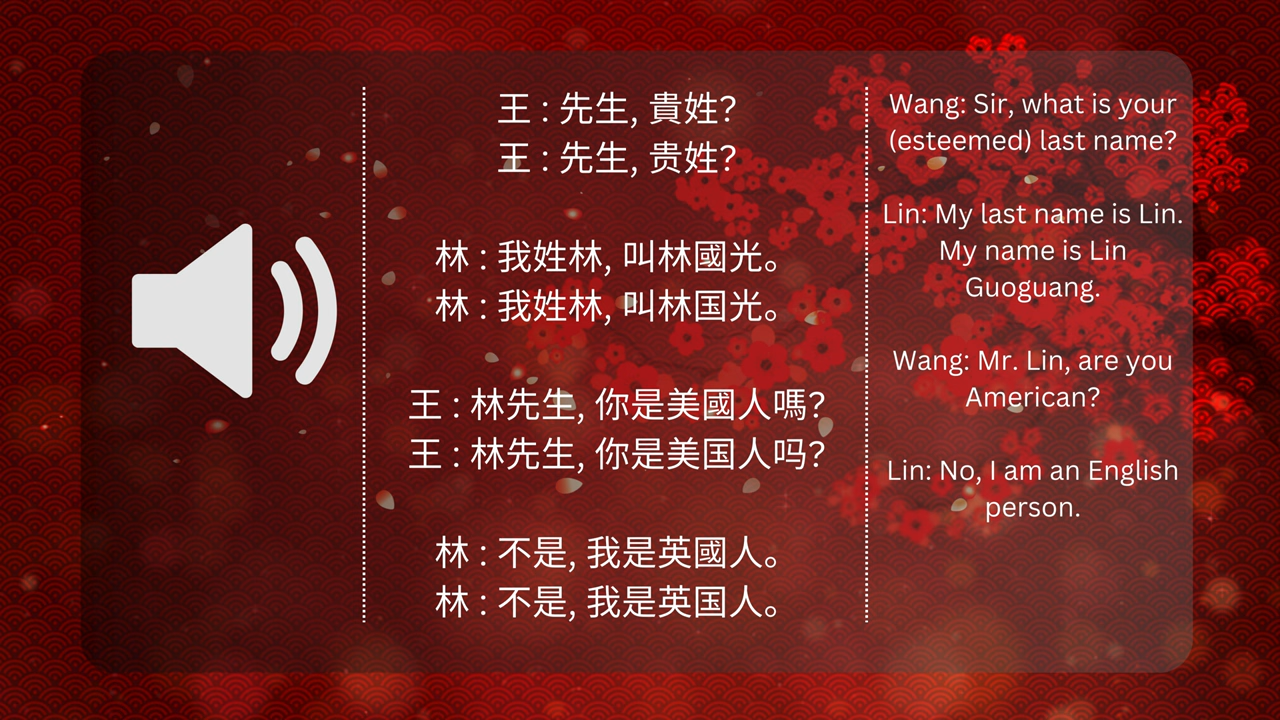 王 : 先生, 貴姓?
王 : 先生, 贵姓?
林 : 我姓林, 叫林國光。
林 : 我姓林, 叫林国光。
王 : 林先生, 你是美國人嗎?
王 : 林先生, 你是美国人吗?
林 : 不是, 我是英國人。
林 : 不是, 我是英国人。
Wang: Sir, what is your
(esteemed) last name?
Lin: My last name is Lin.
My name is Lin
Guoguang.
Wang: Mr. Lin, are you
American?
Lin: No, I am an English
person.